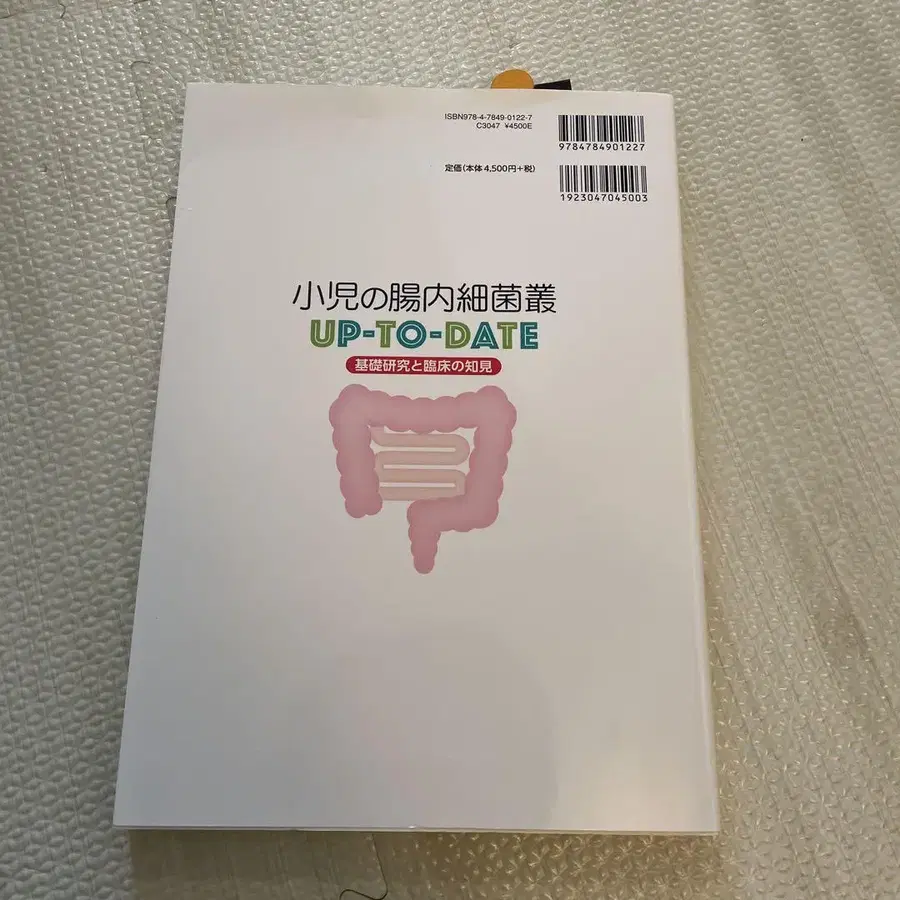 ISBN978-4-7849-0122-7
C3047 ¥4500E
9784784901227
定価(本体4,500円+税)
1923047045003
小児の腸内細菌叢
UP-TO-DATE
基礎研究と臨床の知見